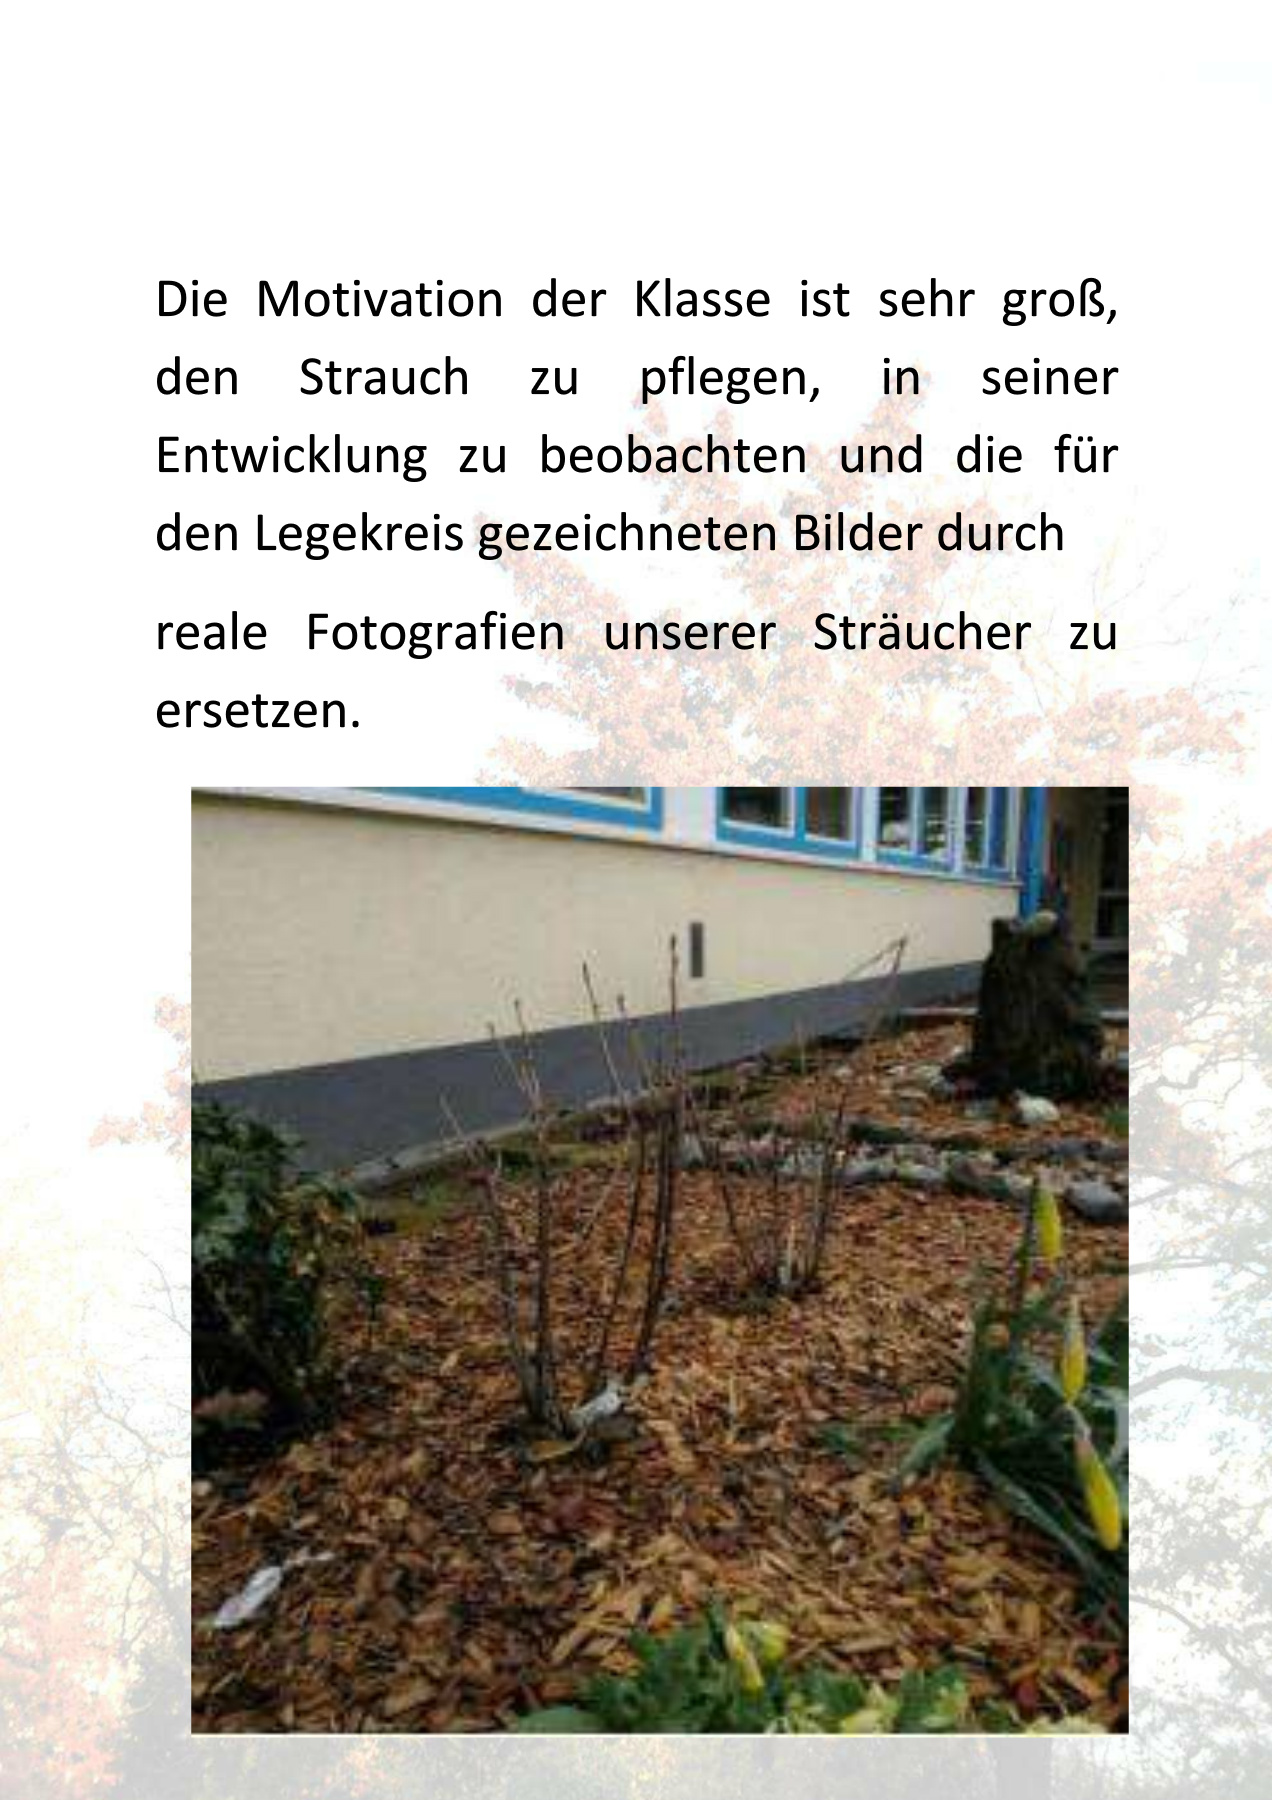 Die Motivation der Klasse ist sehr groß,
den Strauch zu pflegen, in seiner
Entwicklung zu beobachten und die für
den Legekreis gezeichneten Bilder durch
reale Fotografien unserer Sträucher zu
ersetzen.